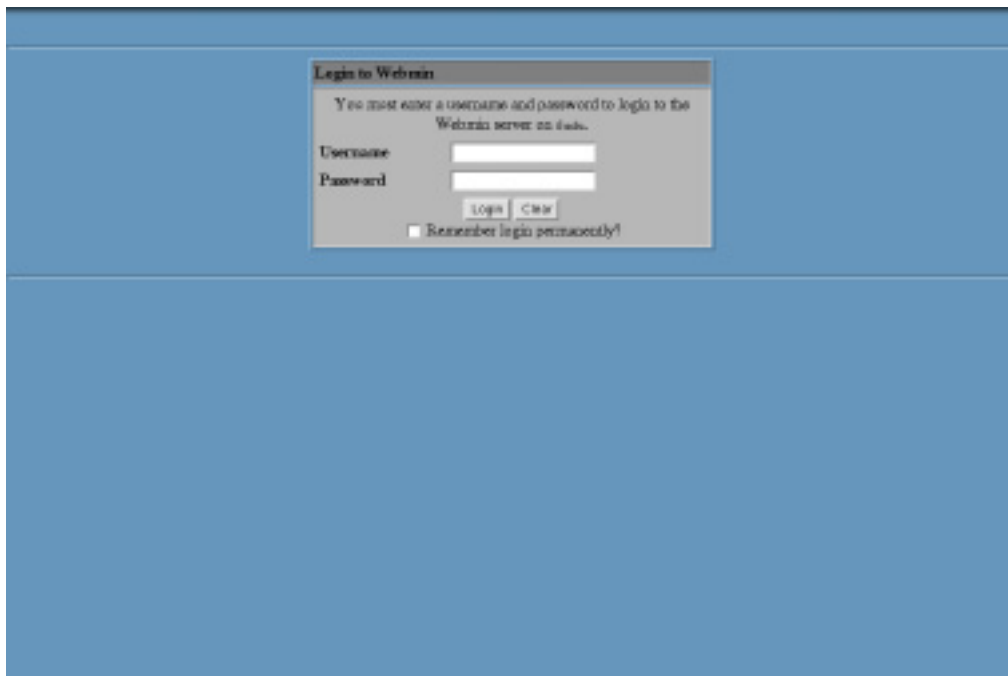 Login to Webmin
You must enter a username and password to login to the
Webmin server on
Username
Password
Login Clear
Remember login permanently?